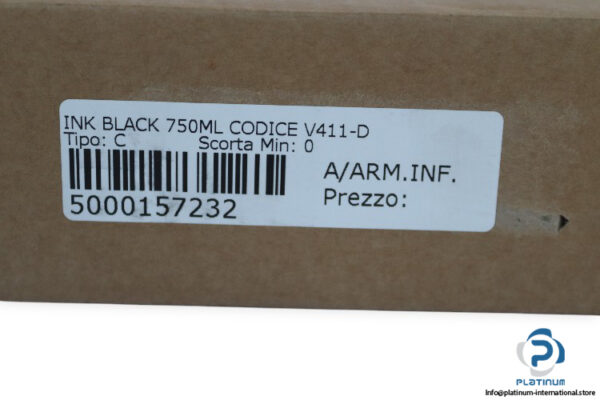 INK BLACK 750ML CODICE V411-D
Tipo: C Scorta Min: 0
5000157232
A/ARM.INF.
Prezzo:
PLATINUM
Info@platinum-international.store